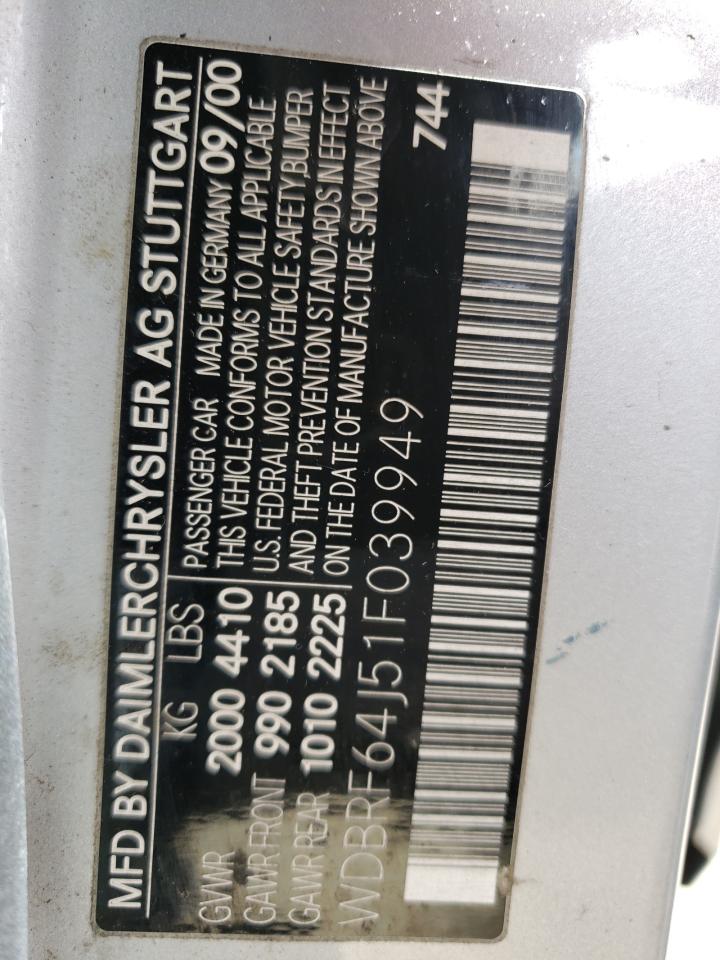 MFD BY DAIMLERCHRYSLER AG STUTTGART
KG LBS
GVWR 2000 4410
GAWR FRONT 990 2185
GAWR REAR 1010 2225
PASSENGER CAR MADE IN GERMANY 09/00
THIS VEHICLE CONFORMS TO ALL APPLICABLE
U.S. FEDERAL MOTOR VEHICLE SAFETY, BUMPER
AND THEFT PREVENTION STANDARDS IN EFFECT
ON THE DATE OF MANUFACTURE SHOWN ABOVE
WDBRF64J51F039949
744